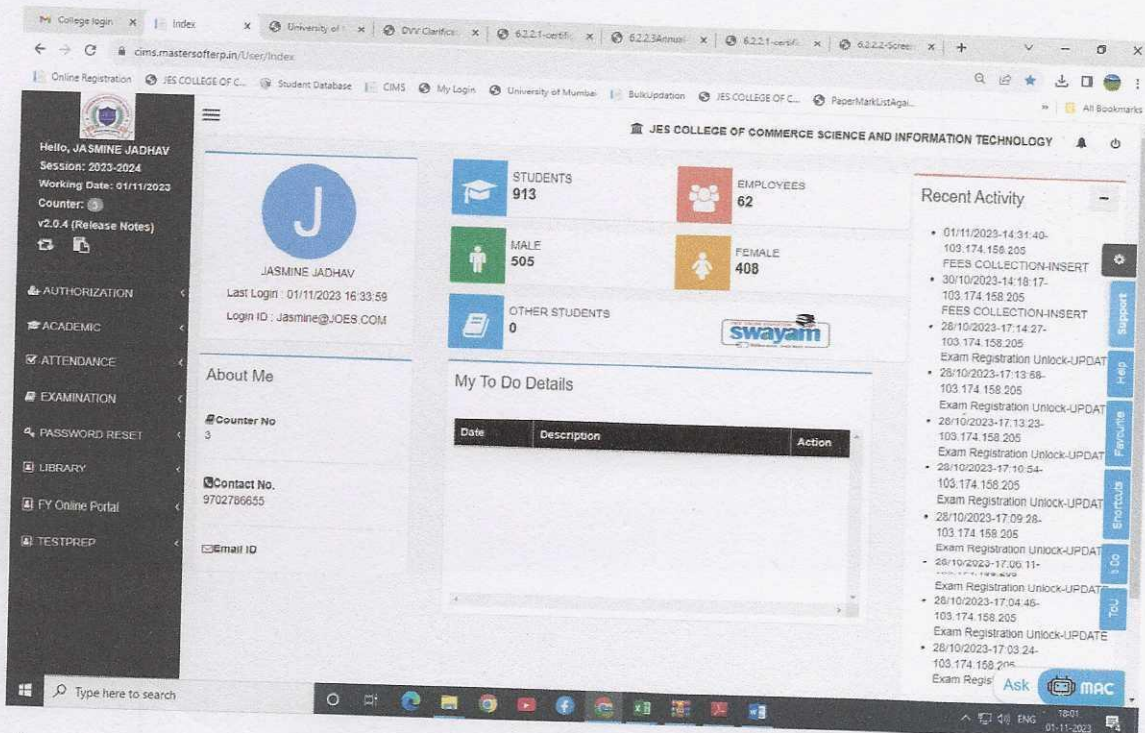 College login
Index
University of
DVV Clarific
6.2.2.1-certifi
6.2.2.3Annual
6.2.2.1-certifi
6.2.2.2-Scree
cims.mastersofterp.in/User/Index
Online Registration
JES COLLEGE OF C...
Student Database
CIMS
My Login
University of Mumbai
BulkUpdation
JES COLLEGE OF C...
PaperMarkListAgai...
All Bookmarks
Hello, JASMINE JADHAV
Session: 2023-2024
Working Date: 01/11/2023
Counter: 3
v2.0.4 (Release Notes)
AUTHORIZATION
ACADEMIC
ATTENDANCE
EXAMINATION
PASSWORD RESET
LIBRARY
FY Online Portal
TESTPREP
JES COLLEGE OF COMMERCE SCIENCE AND INFORMATION TECHNOLOGY
J
JASMINE JADHAV
Last Login : 01/11/2023 16:33:59
Login ID : Jasmine@JOES.COM
About Me
Counter No
3
Contact No.
9702786655
Email ID
STUDENTS
913
EMPLOYEES
62
MALE
505
FEMALE
408
OTHER STUDENTS
0
swayam
My To Do Details
Date Description Action
Recent Activity
01/11/2023-14:31:40-
103.174.158.205
FEES COLLECTION-INSERT
30/10/2023-14:18:17-
103.174.158.205
FEES COLLECTION-INSERT
28/10/2023-17:14:27-
103.174.158.205
Exam Registration Unlock-UPDAT
28/10/2023-17:13:58-
103.174.158.205
Exam Registration Unlock-UPDAT
28/10/2023-17:13:23-
103.174.158.205
Exam Registration Unlock-UPDAT
28/10/2023-17:10:54-
103.174.158.205
Exam Registration Unlock-UPDAT
28/10/2023-17:09:28-
103.174.158.205
Exam Registration Unlock-UPDAT
28/10/2023-17:06:11-
Exam Registration Unlock-UPDATE
28/10/2023-17:04:46-
103.174.158.205
Exam Registration Unlock-UPDATE
28/10/2023-17:03:24-
103.174.158.205
Exam Regis
Support
Help
Favourite
Shortcuts
ToU
Ask MAC
Type here to search
ENG
18:01
01-11-2023